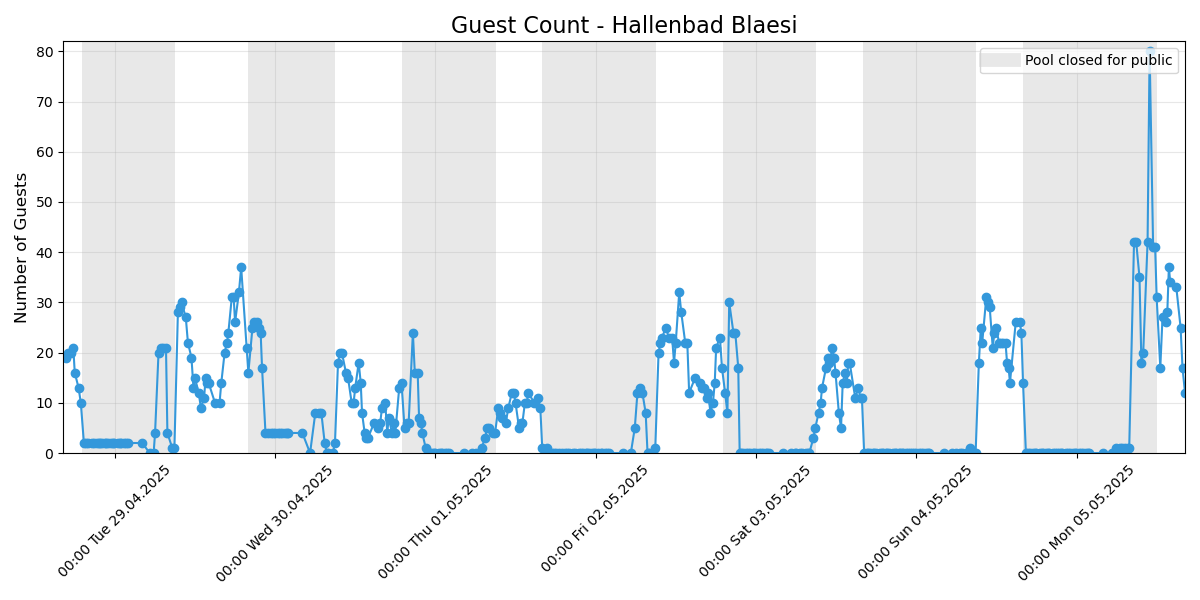 Guest Count - Hallenbad Blaesi
Pool closed for public
Number of Guests
80
70
60
50
40
30
20
10
0
00:00 Tue 29.04.2025
00:00 Wed 30.04.2025
00:00 Thu 01.05.2025
00:00 Fri 02.05.2025
00:00 Sat 03.05.2025
00:00 Sun 04.05.2025
00:00 Mon 05.05.2025